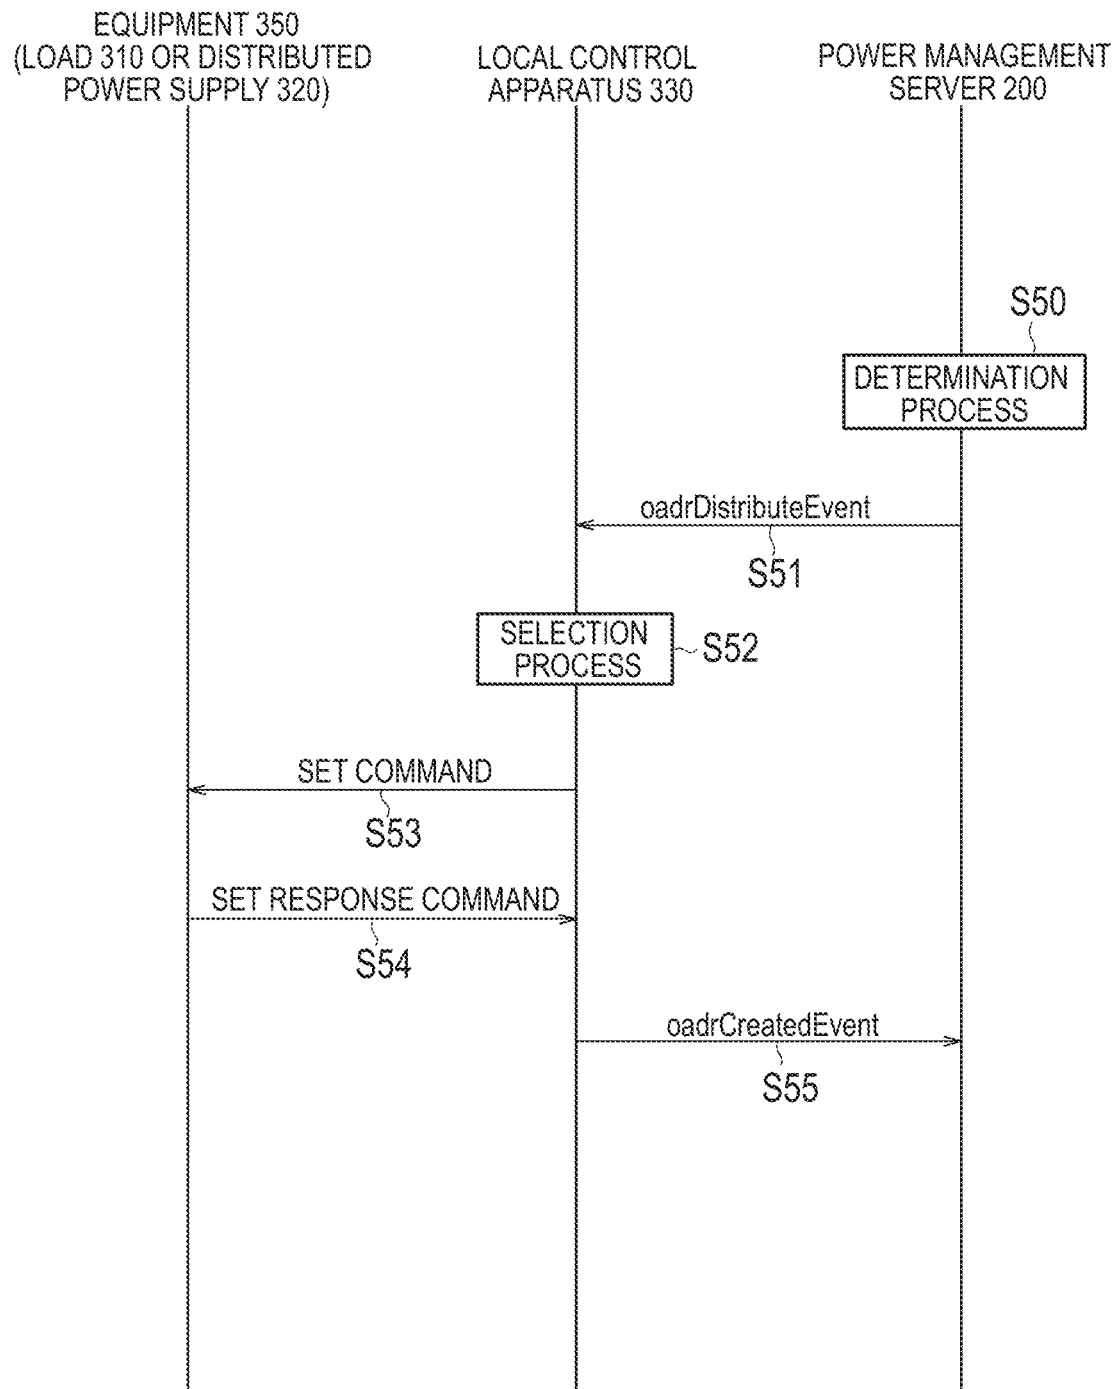 EQUIPMENT 350
(LOAD 310 OR DISTRIBUTED
POWER SUPPLY 320)
LOCAL CONTROL
APPARATUS 330
POWER MANAGEMENT
SERVER 200
S50
DETERMINATION
PROCESS
oadrDistributeEvent
S51
SELECTION
PROCESS
S52
SET COMMAND
S53
SET RESPONSE COMMAND
S54
oadrCreatedEvent
S55